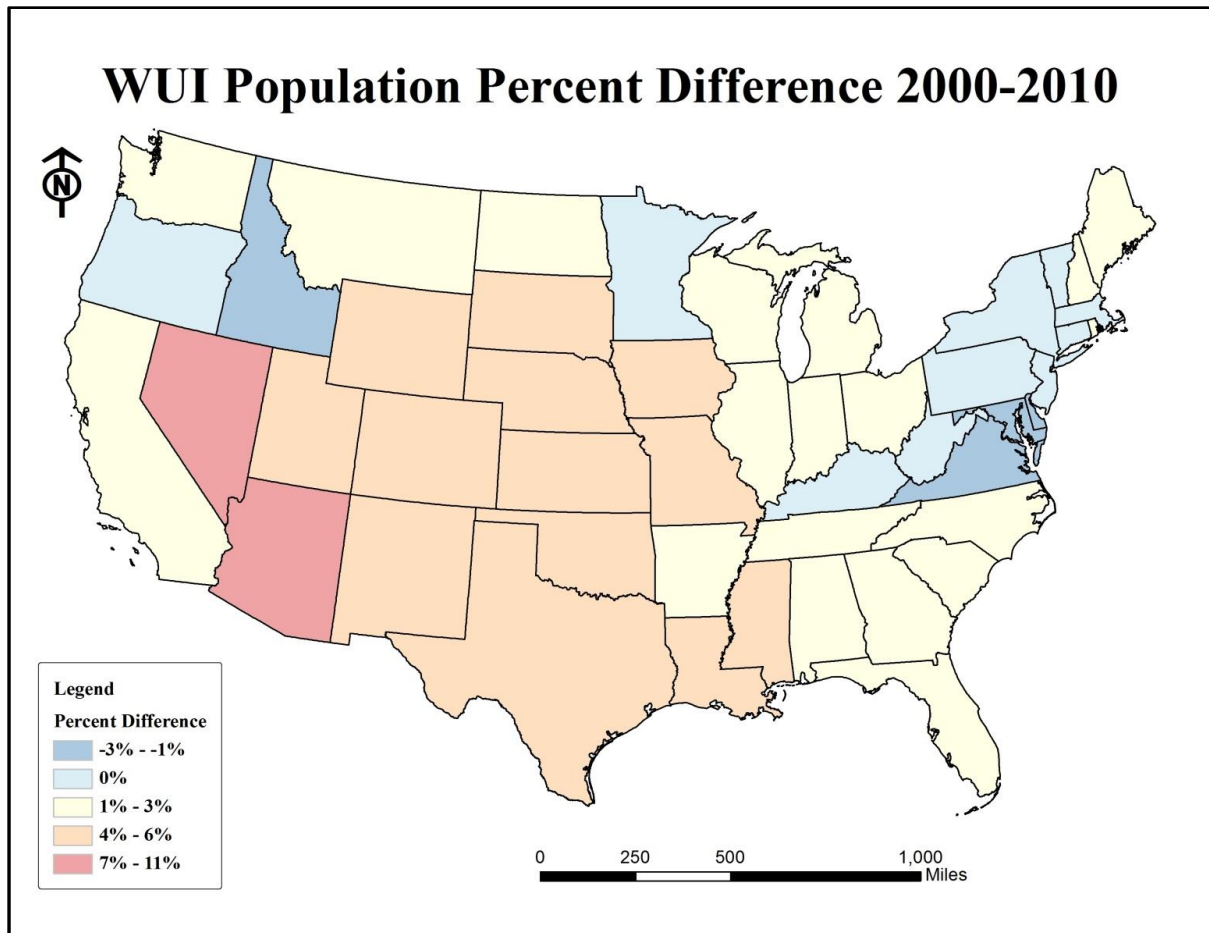 WUI Population Percent Difference 2000-2010
N
Legend
Percent Difference
-3% - -1%
0%
1% - 3%
4% - 6%
7% - 11%
0 250 500 1,000
Miles